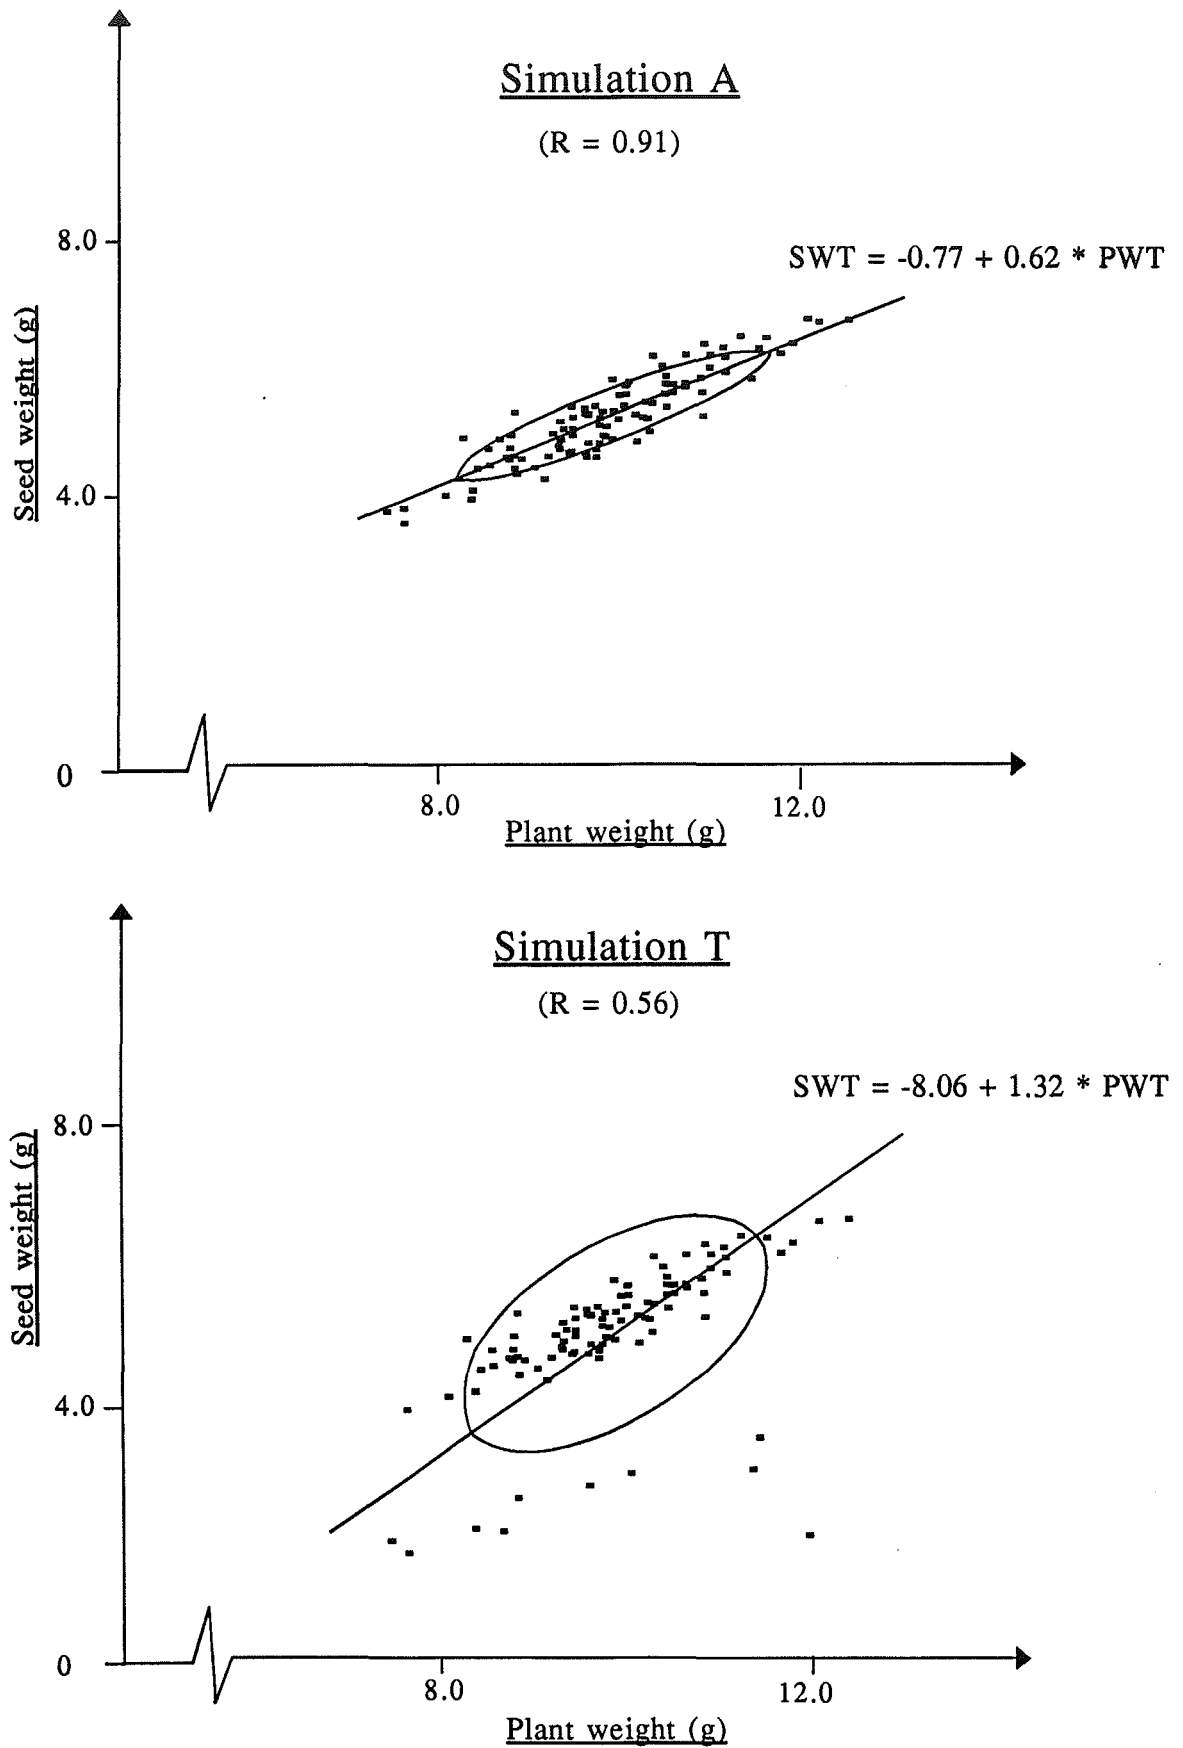 Simulation A
(R = 0.91)
8.0
SWT = -0.77 + 0.62 * PWT
Seed weight (g)
4.0
0
8.0
12.0
Plant weight (g)
Simulation T
(R = 0.56)
SWT = -8.06 + 1.32 * PWT
8.0
Seed weight (g)
4.0
0
8.0
12.0
Plant weight (g)